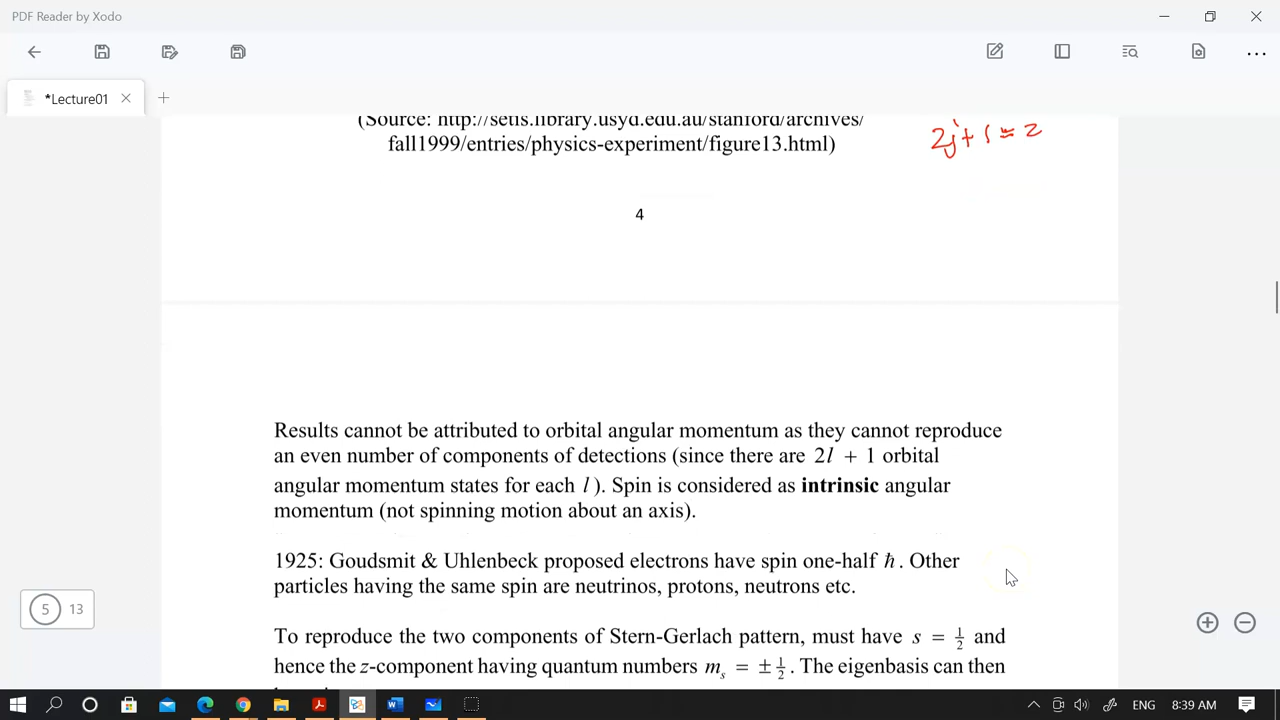 PDF Reader by Xodo
*Lecture01
(Source: http://setis.library.usyd.edu.au/stanford/archives/
fall1999/entries/physics-experiment/figure13.html)
2j + 1 = 2
4
Results cannot be attributed to orbital angular momentum as they cannot reproduce
an even number of components of detections (since there are 2l + 1 orbital
angular momentum states for each l ). Spin is considered as intrinsic angular
momentum (not spinning motion about an axis).
1925: Goudsmit & Uhlenbeck proposed electrons have spin one-half ℏ. Other
particles having the same spin are neutrinos, protons, neutrons etc.
5 13
To reproduce the two components of Stern-Gerlach pattern, must have s = 1/2 and
hence the z-component having quantum numbers mₛ = ± 1/2. The eigenbasis can then
ENG 8:39 AM